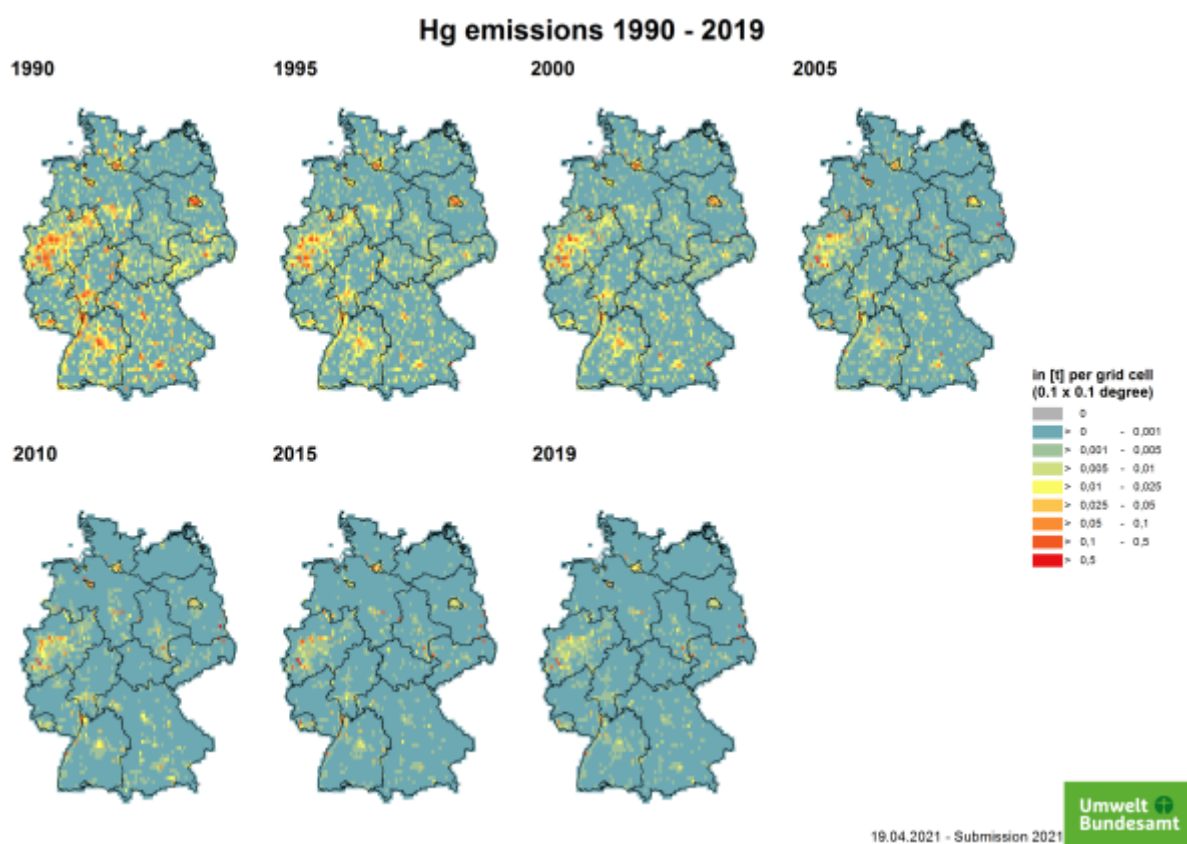 Hg emissions 1990 - 2019
1990
1995
2000
2005
in [t] per grid cell
(0.1 x 0.1 degree)
0
> 0 - 0,001
> 0,001 - 0,005
> 0,005 - 0,01
> 0,01 - 0,025
> 0,025 - 0,05
> 0,05 - 0,1
> 0,1 - 0,5
> 0,5
2010
2015
2019
Umwelt
Bundesamt
19.04.2021 - Submission 2021